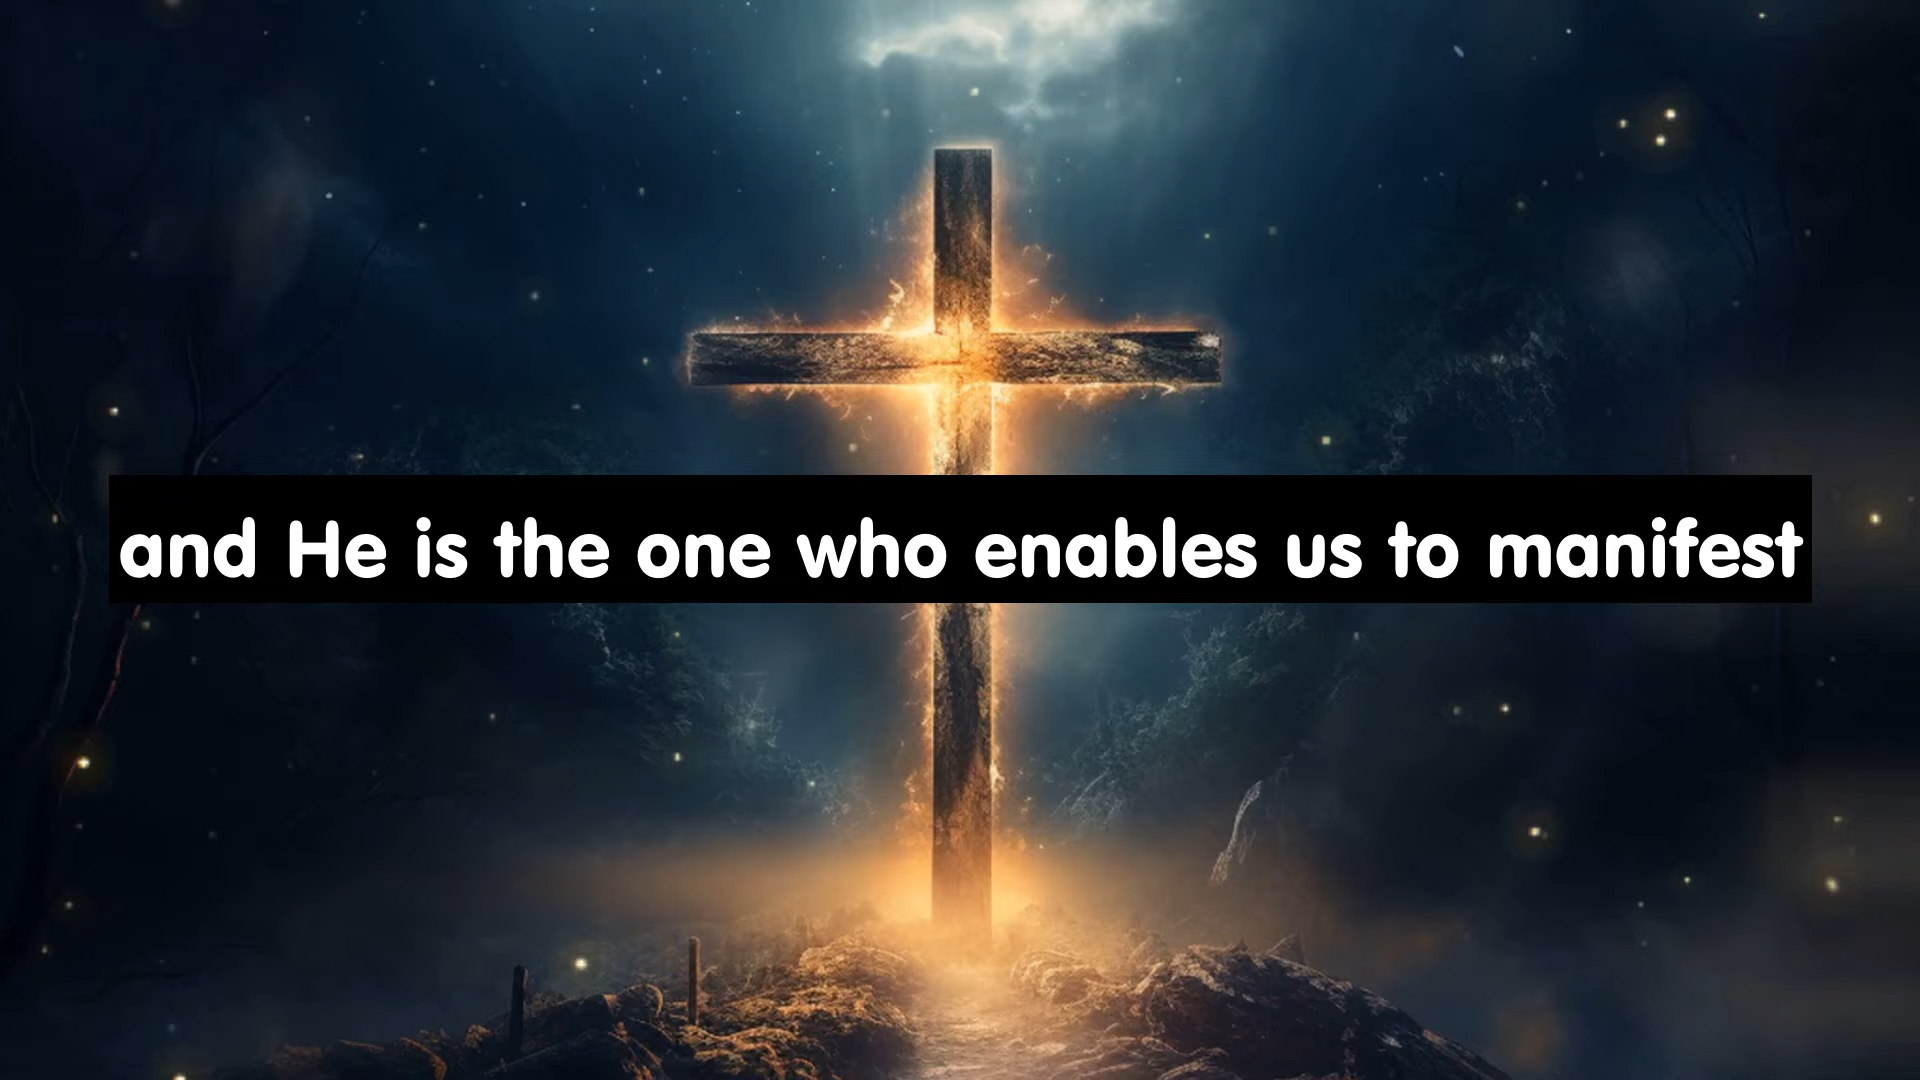 and He is the one who enables us to manifest